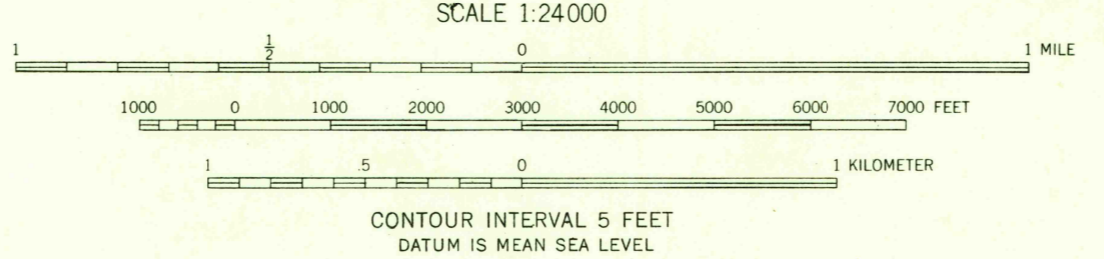 SCALE 1:24000
1 ½ 0 1 MILE
1000 0 1000 2000 3000 4000 5000 6000 7000 FEET
1 .5 0 1 KILOMETER
CONTOUR INTERVAL 5 FEET
DATUM IS MEAN SEA LEVEL